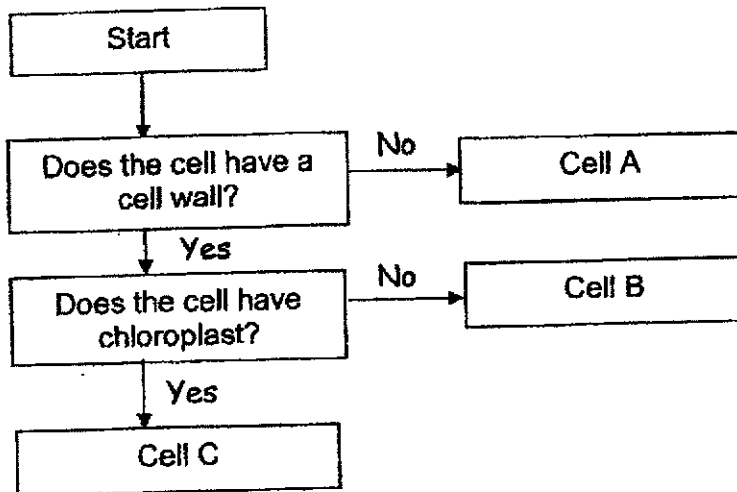 Start
Does the cell have a
cell wall?
No
Cell A
Yes
Does the cell have
chloroplast?
No
Cell B
Yes
Cell C